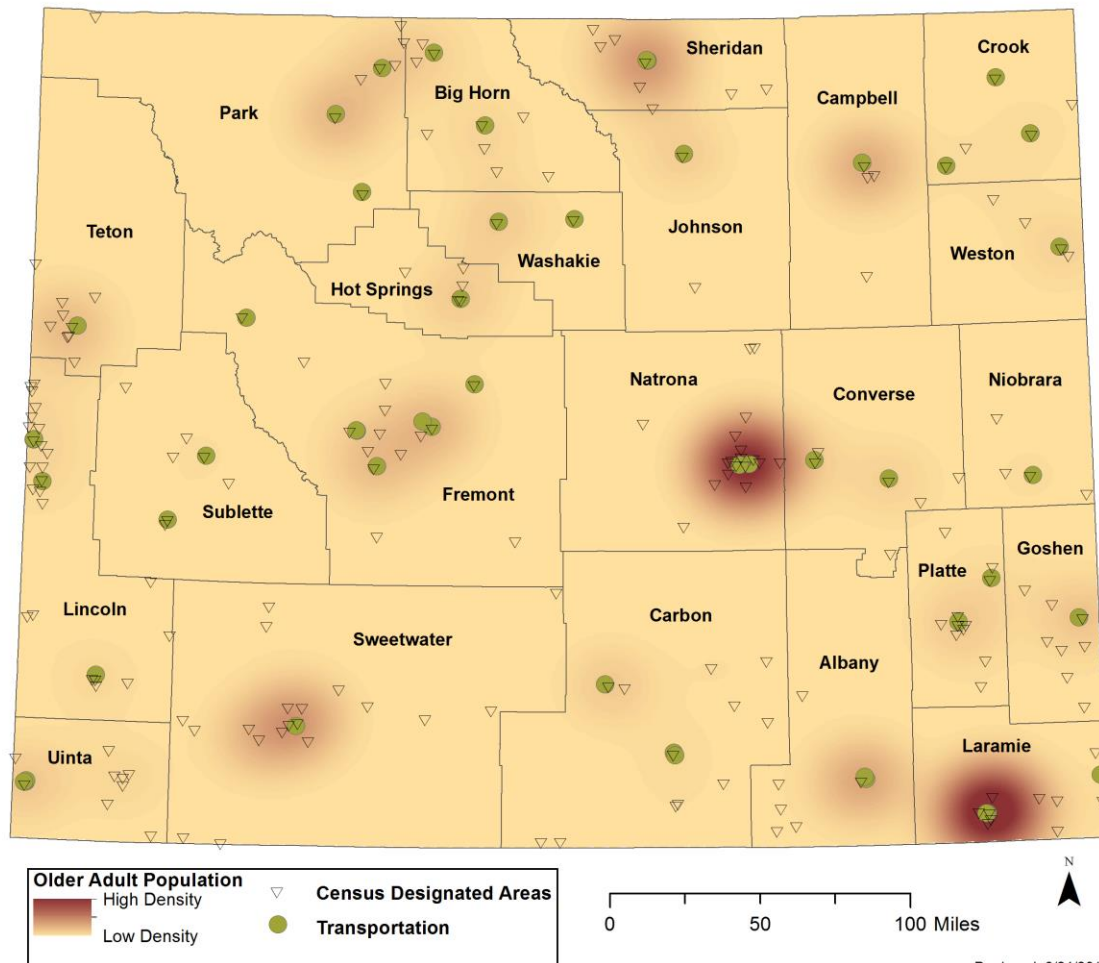 Sheridan
Crook
Big Horn
Campbell
Park
Teton
Johnson
Washakie
Weston
Hot Springs
Natrona
Converse
Niobrara
Fremont
Sublette
Goshen
Platte
Lincoln
Carbon
Sweetwater
Albany
Laramie
Uinta
N
Older Adult Population
High Density
Low Density
Census Designated Areas
Transportation
0 50 100 Miles